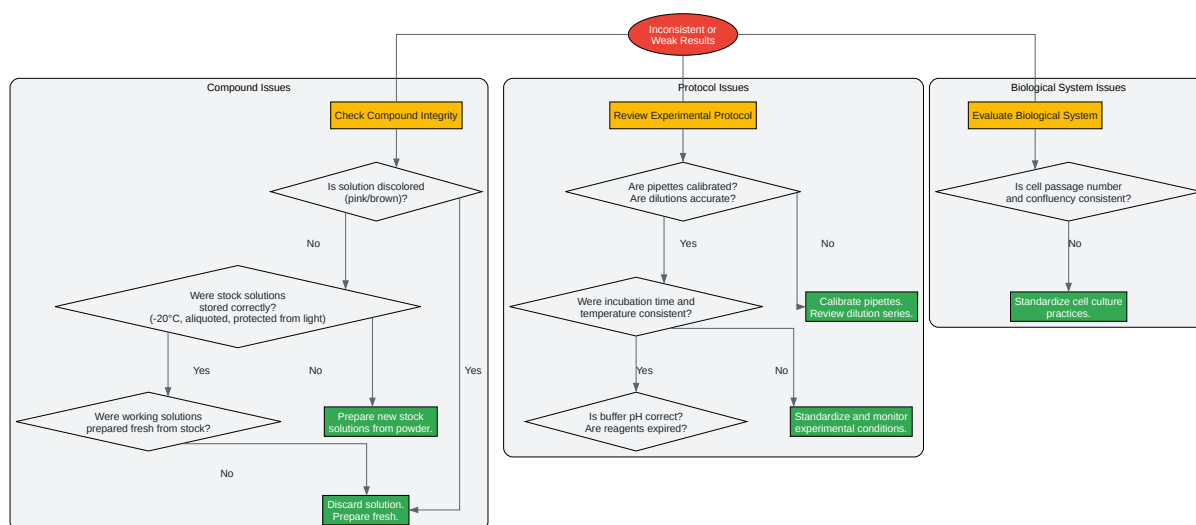 Inconsistent or
Weak Results
Compound Issues
Check Compound Integrity
Is solution discolored
(pink/brown)?
No
Were stock solutions
stored correctly?
(-20°C, aliquoted, protected from light)
Yes
No
Yes
Were working solutions
prepared fresh from stock?
Prepare new stock
solutions from powder.
No
Discard solution.
Prepare fresh.
Protocol Issues
Review Experimental Protocol
Are pipettes calibrated?
Are dilutions accurate?
Yes
No
Were incubation time and
temperature consistent?
Calibrate pipettes.
Review dilution series.
Yes
No
Is buffer pH correct?
Are reagents expired?
Standardize and monitor
experimental conditions.
Biological System Issues
Evaluate Biological System
Is cell passage number
and confluency consistent?
No
Standardize cell culture
practices.